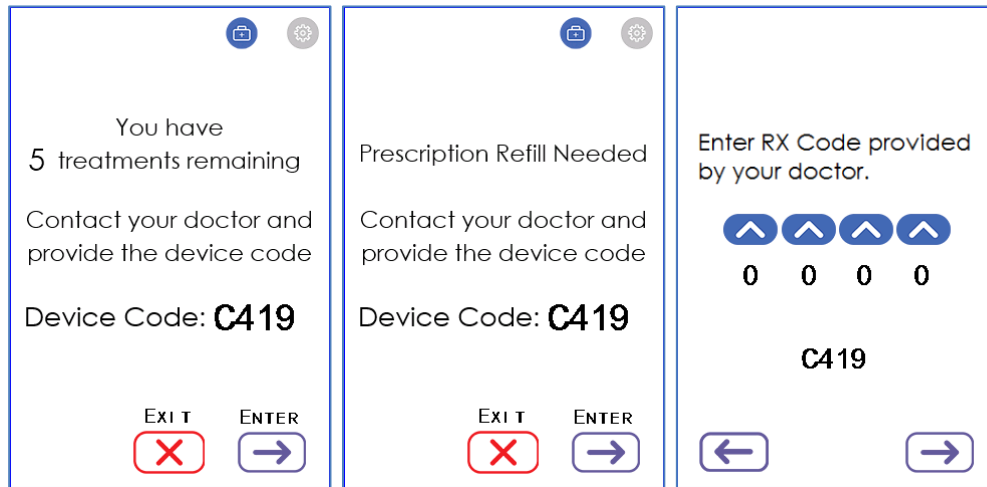 You have
5 treatments remaining
Contact your doctor and
provide the device code
Device Code: C419
EXIT ENTER
Prescription Refill Needed
Contact your doctor and
provide the device code
Device Code: C419
EXIT ENTER
Enter RX Code provided
by your doctor.
0 0 0 0
C419